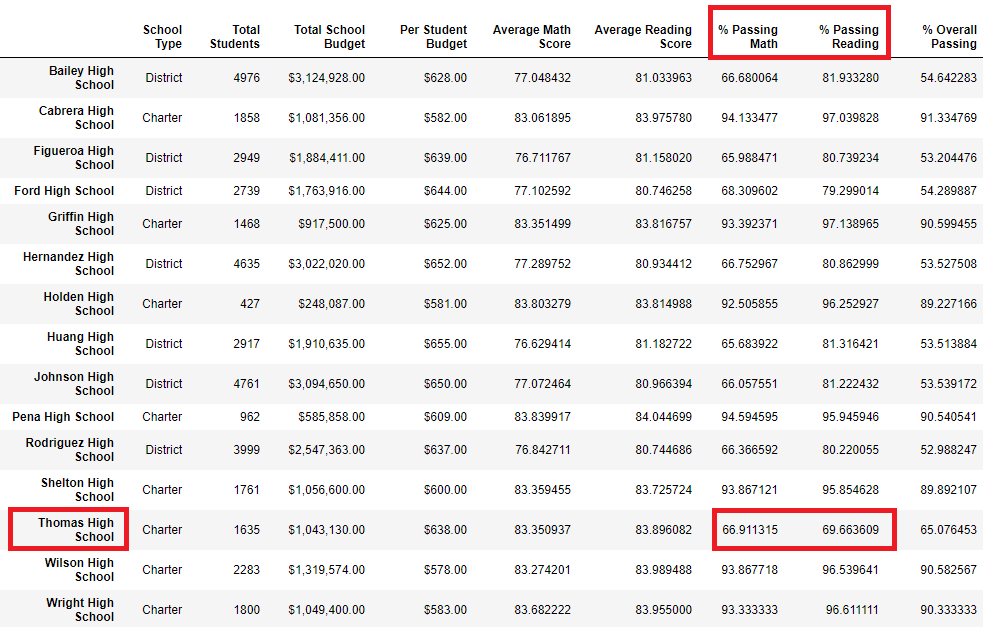 School Type Total Students Total School Budget Per Student Budget Average Math Score Average Reading Score % Passing Math % Passing Reading % Overall Passing
Bailey High School District 4976 $3,124,928.00 $628.00 77.048432 81.033963 66.680064 81.933280 54.642283
Cabrera High School Charter 1858 $1,081,356.00 $582.00 83.061895 83.975780 94.133477 97.039828 91.334769
Figueroa High School District 2949 $1,884,411.00 $639.00 76.711767 81.158020 65.988471 80.739234 53.204476
Ford High School District 2739 $1,763,916.00 $644.00 77.102592 80.746258 68.309602 79.299014 54.289887
Griffin High School Charter 1468 $917,500.00 $625.00 83.351499 83.816757 93.392371 97.138965 90.599455
Hernandez High School District 4635 $3,022,020.00 $652.00 77.289752 80.934412 66.752967 80.862999 53.527508
Holden High School Charter 427 $248,087.00 $581.00 83.803279 83.814988 92.505855 96.252927 89.227166
Huang High School District 2917 $1,910,635.00 $655.00 76.629414 81.182722 65.683922 81.316421 53.513884
Johnson High School District 4761 $3,094,650.00 $650.00 77.072464 80.966394 66.057551 81.222432 53.539172
Pena High School Charter 962 $585,858.00 $609.00 83.839917 84.044699 94.594595 95.945946 90.540541
Rodriguez High School District 3999 $2,547,363.00 $637.00 76.842711 80.744686 66.366592 80.220055 52.988247
Shelton High School Charter 1761 $1,056,600.00 $600.00 83.359455 83.725724 93.867121 95.854628 89.892107
Thomas High School Charter 1635 $1,043,130.00 $638.00 83.350937 83.896082 66.911315 69.663609 65.076453
Wilson High School Charter 2283 $1,319,574.00 $578.00 83.274201 83.989488 93.867718 96.539641 90.582567
Wright High School Charter 1800 $1,049,400.00 $583.00 83.682222 83.955000 93.333333 96.611111 90.333333